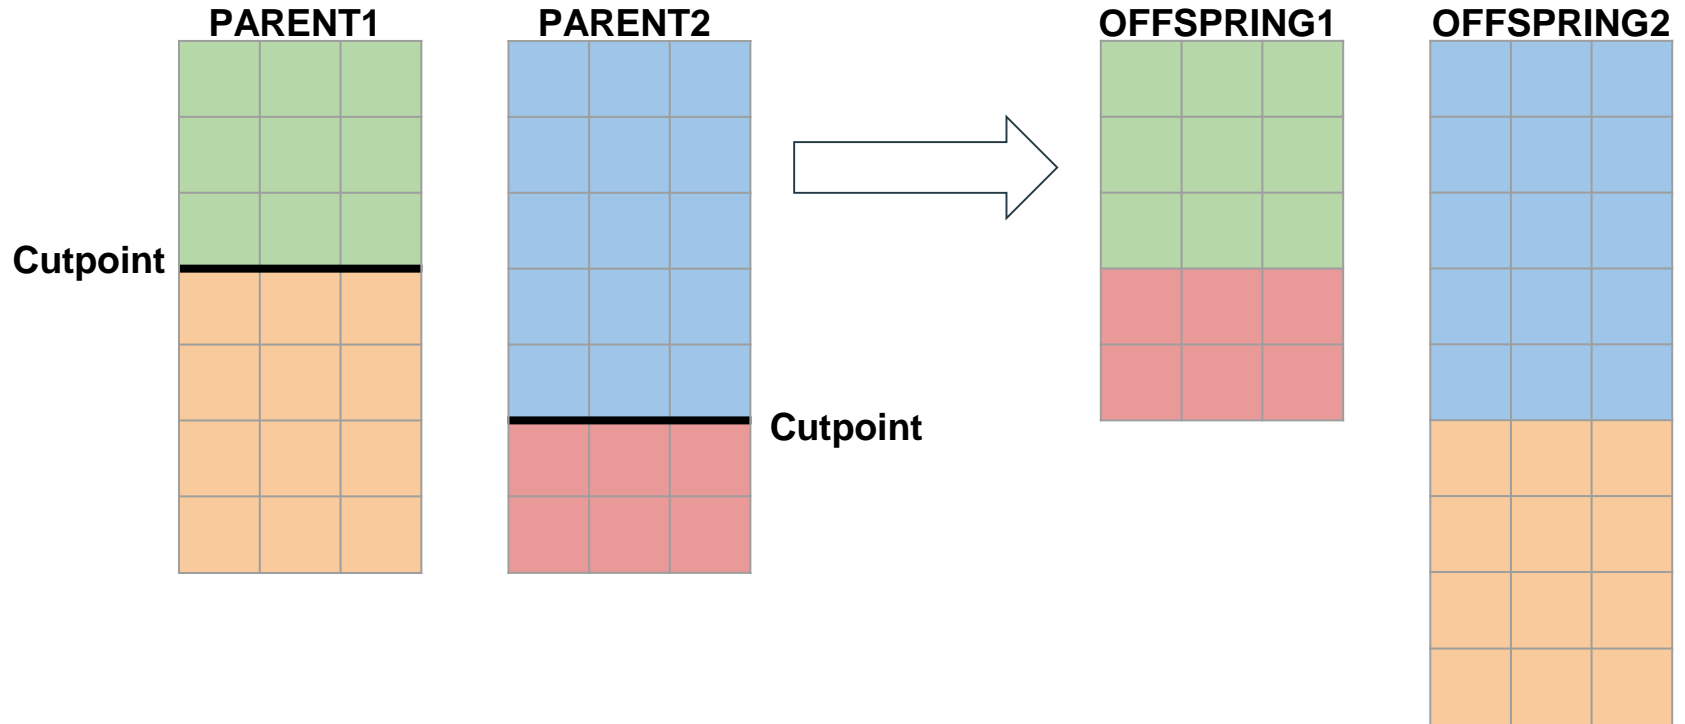 PARENT1
PARENT2
OFFSPRING1
OFFSPRING2
Cutpoint
Cutpoint